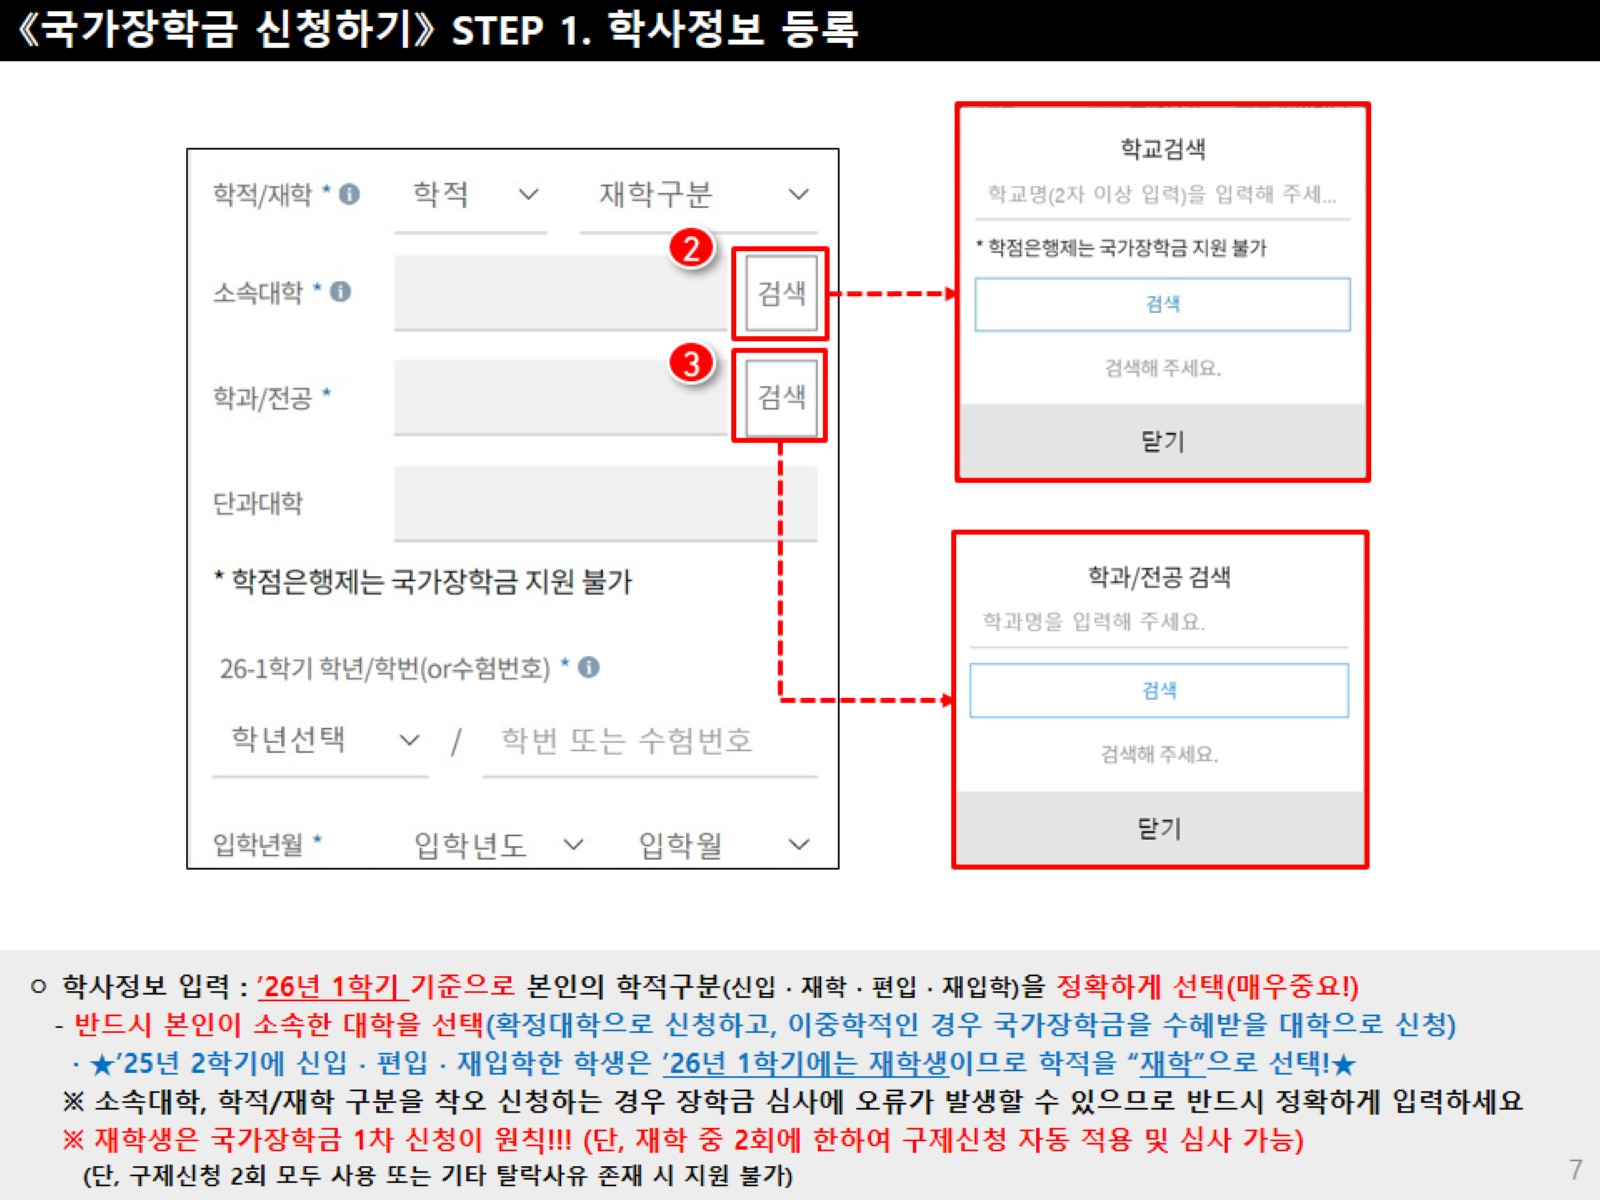 《국가장학금 신청하기》 STEP 1. 학사정보 등록
학적/재학 * 학적 재학구분
2
소속대학 * 검색
3
학과/전공 * 검색
단과대학
* 학점은행제는 국가장학금 지원 불가
26-1학기 학년/학번(or수험번호) *
학년선택 / 학번 또는 수험번호
입학년월 * 입학년도 입학월
학교검색
학교명(2자 이상 입력)을 입력해 주세...
* 학점은행제는 국가장학금 지원 불가
검색
검색해 주세요.
닫기
학과/전공 검색
학과명을 입력해 주세요.
검색
검색해 주세요.
닫기
○ 학사정보 입력 : ’26년 1학기 기준으로 본인의 학적구분(신입 · 재학 · 편입 · 재입학)을 정확하게 선택(매우중요!)
- 반드시 본인이 소속한 대학을 선택(확정대학으로 신청하고, 이중학적인 경우 국가장학금을 수혜받을 대학으로 신청)
· ★’25년 2학기에 신입 · 편입 · 재입학한 학생은 ’26년 1학기에는 재학생이므로 학적을 “재학”으로 선택!★
※ 소속대학, 학적/재학 구분을 착오 신청하는 경우 장학금 심사에 오류가 발생할 수 있으므로 반드시 정확하게 입력하세요
※ 재학생은 국가장학금 1차 신청이 원칙!!! (단, 재학 중 2회에 한하여 구제신청 자동 적용 및 심사 가능)
(단, 구제신청 2회 모두 사용 또는 기타 탈락사유 존재 시 지원 불가)
7